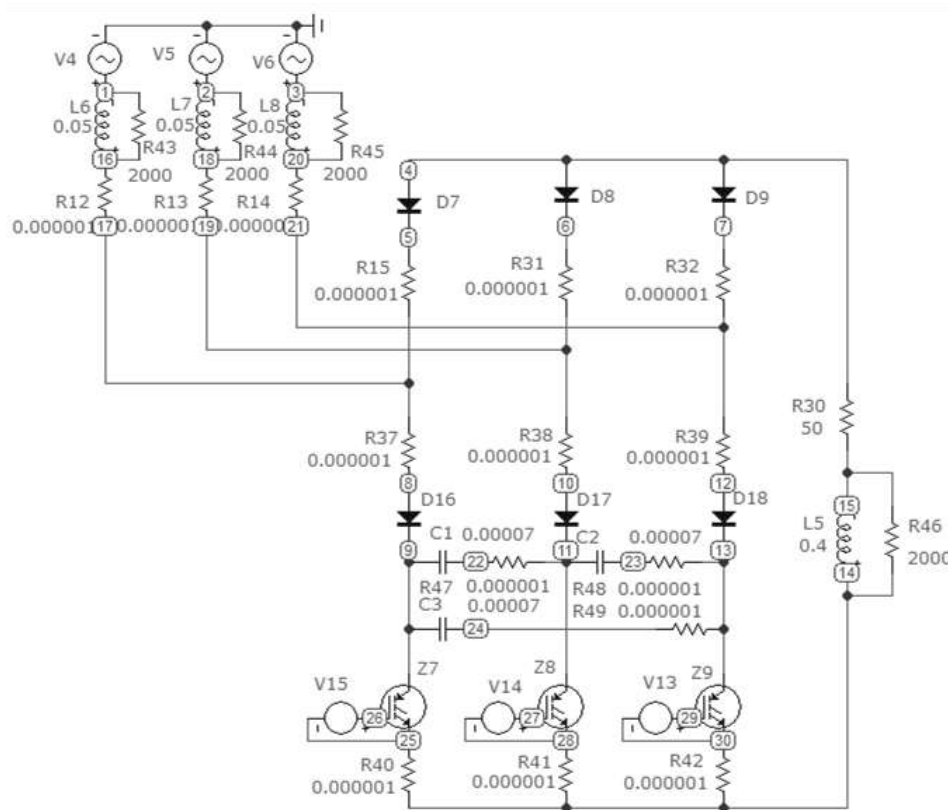 V4 V5 V6
1 2 3
L6 L7 L8
0.05 0.05 0.05
R43 R44 R45
16 18 20
2000 2000 2000
4
R12 R13 R14
D7 D8 D9
0.000001 0.000001 0.00000
17 19 21
5 6 7
R15 R31 R32
0.000001 0.000001 0.000001
R30
50
R37 R38 R39
0.000001 0.000001 0.000001
8 10 12
D16 D17 D18
15
L5 R46
0.4 2000
14
C1 0.00007 C2 0.00007
9 11 13
22 23
R47 0.000001 R48 0.000001
C3 0.00007 R49 0.000001
24
Z7 Z8 Z9
V15 V14 V13
26 27 29
25 28 30
R40 R41 R42
0.000001 0.000001 0.000001